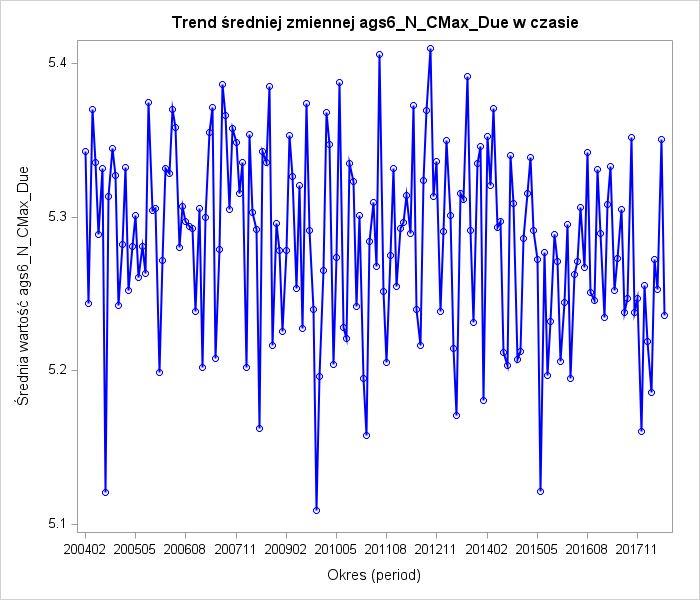 Trend średniej zmiennej ags6_N_CMax_Due w czasie
5.4
5.3
5.2
5.1
Średnia wartość ags6_N_CMax_Due
200402 200505 200608 200711 200902 201005 201108 201211 201402 201505 201608 201711
Okres (period)